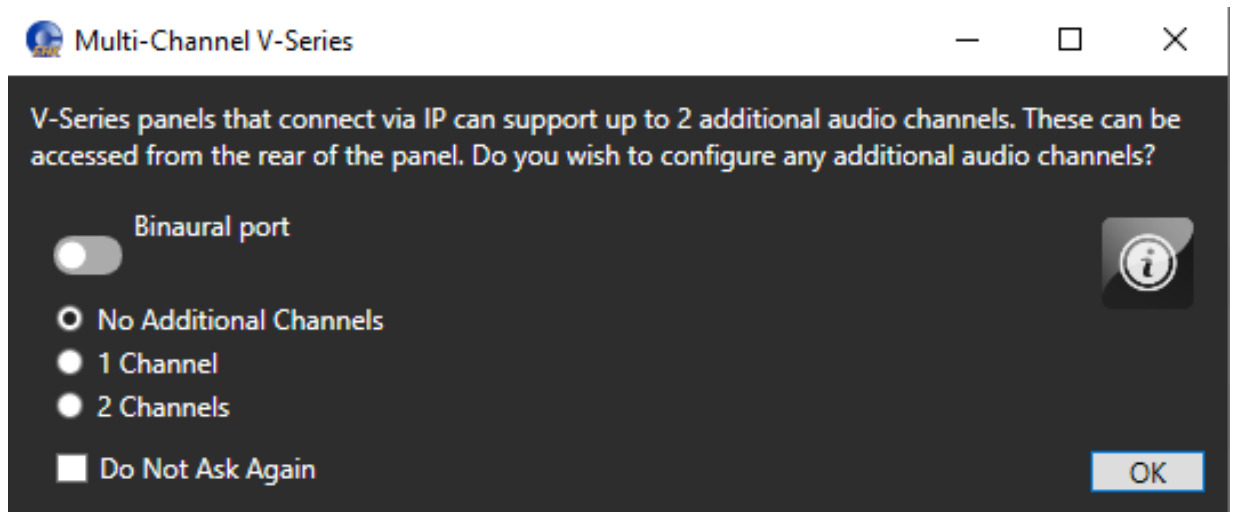 Multi-Channel V-Series
V-Series panels that connect via IP can support up to 2 additional audio channels. These can be
accessed from the rear of the panel. Do you wish to configure any additional audio channels?
Binaural port
No Additional Channels
1 Channel
2 Channels
Do Not Ask Again
OK